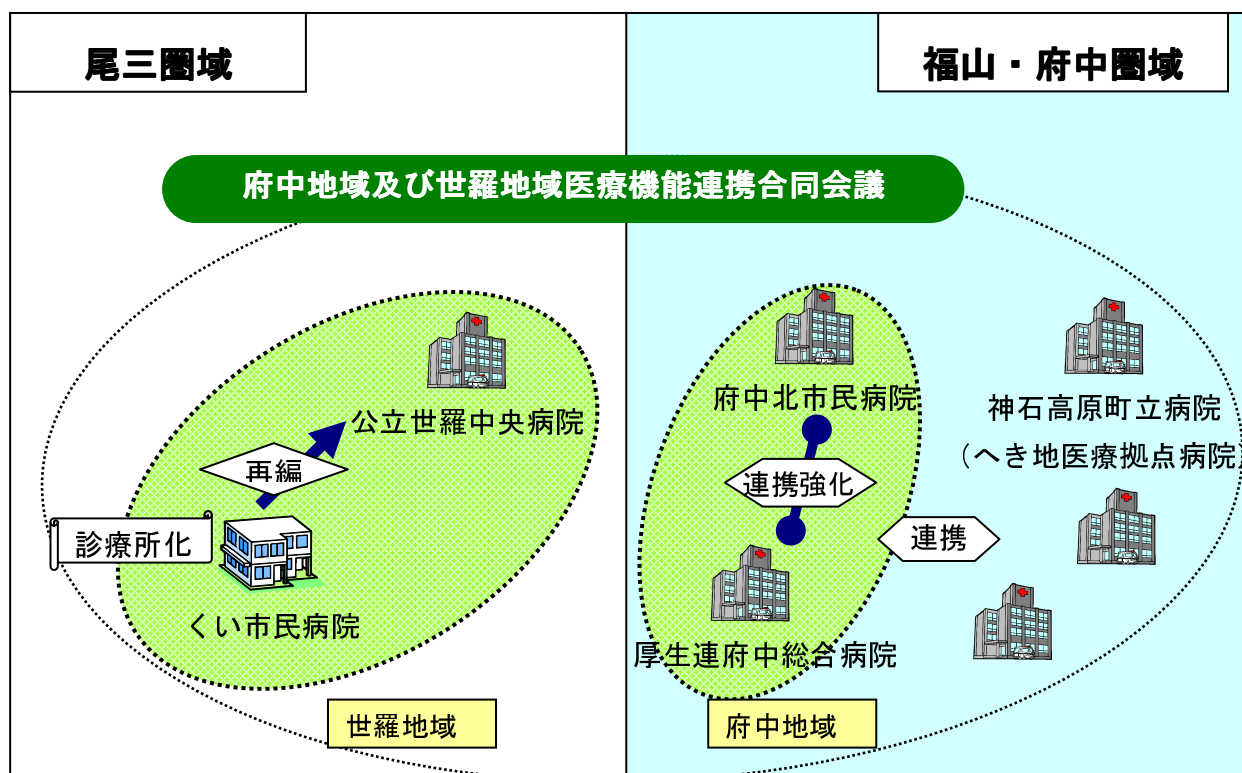 尾三圏域
福山・府中圏域
府中地域及び世羅地域医療機能連携合同会議
公立世羅中央病院
再編
診療所化
くい市民病院
世羅地域
府中北市民病院
連携強化
厚生連府中総合病院
府中地域
神石高原町立病院
（へき地医療拠点病院）
連携